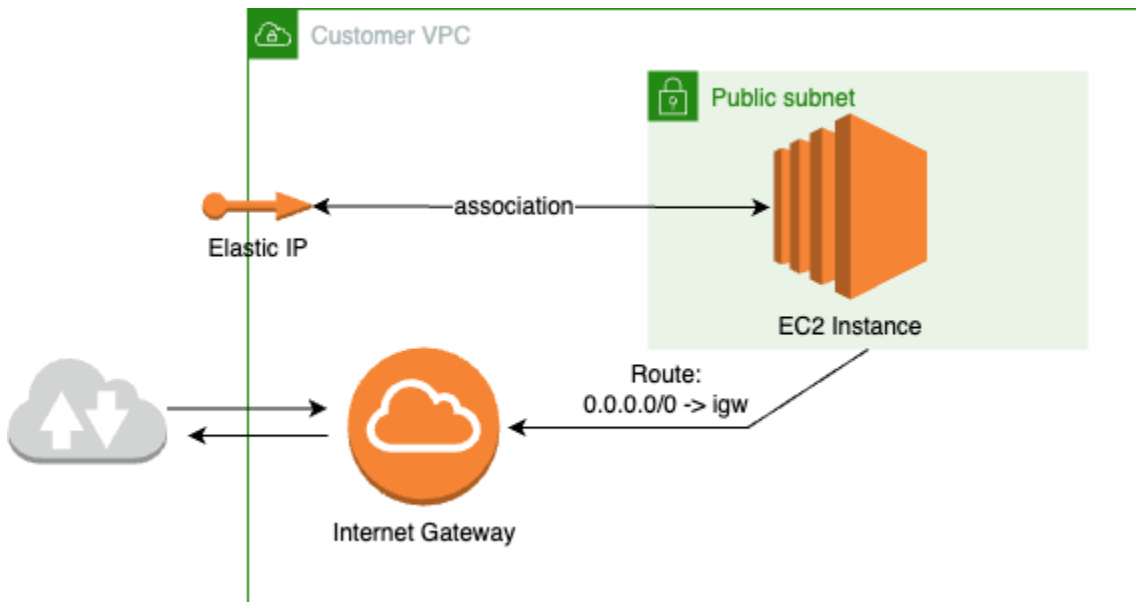 Customer VPC
Public subnet
association
Elastic IP
EC2 Instance
Route:
0.0.0.0/0 -> igw
Internet Gateway